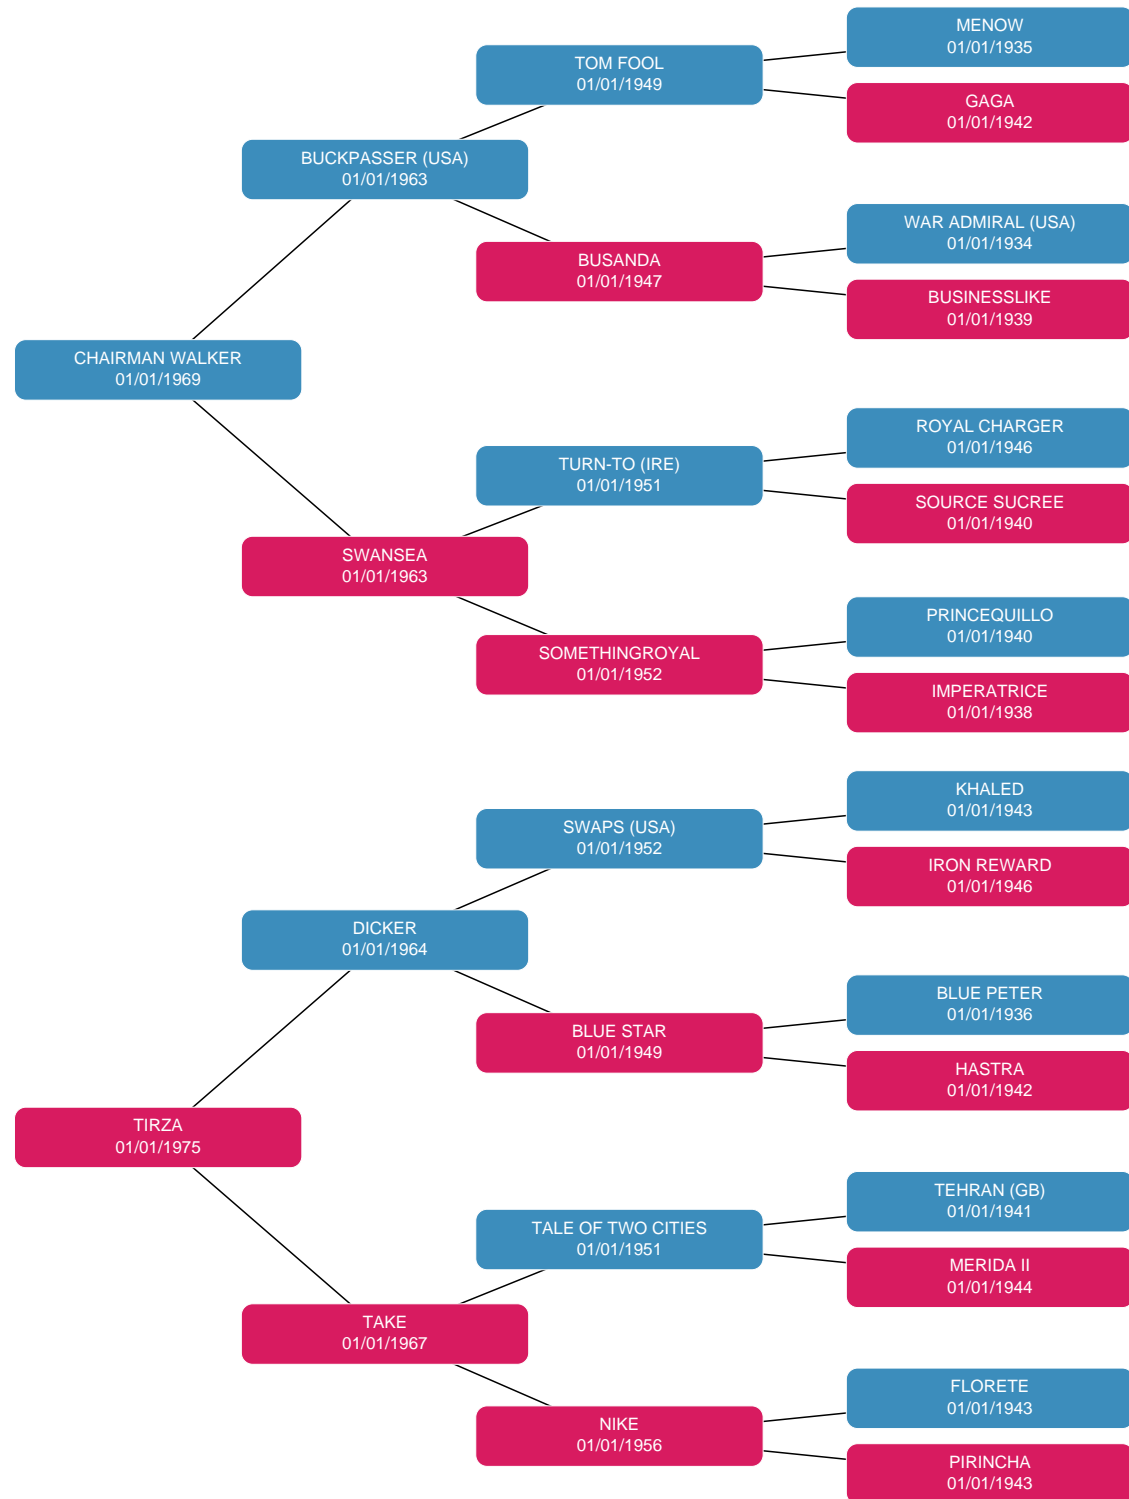 MENOW
01/01/1935
TOM FOOL
01/01/1949
GAGA
01/01/1942
BUCKPASSER (USA)
01/01/1963
WAR ADMIRAL (USA)
01/01/1934
BUSANDA
01/01/1947
BUSINESSLIKE
01/01/1939
CHAIRMAN WALKER
01/01/1969
ROYAL CHARGER
01/01/1946
TURN-TO (IRE)
01/01/1951
SOURCE SUCREE
01/01/1940
SWANSEA
01/01/1963
PRINCEQUILLO
01/01/1940
SOMETHINGROYAL
01/01/1952
IMPERATRICE
01/01/1938
KHALED
01/01/1943
SWAPS (USA)
01/01/1952
IRON REWARD
01/01/1946
DICKER
01/01/1964
BLUE PETER
01/01/1936
BLUE STAR
01/01/1949
HASTRA
01/01/1942
TIRZA
01/01/1975
TEHRAN (GB)
01/01/1941
TALE OF TWO CITIES
01/01/1951
MERIDA II
01/01/1944
TAKE
01/01/1967
FLORETE
01/01/1943
NIKE
01/01/1956
PIRINCHA
01/01/1943